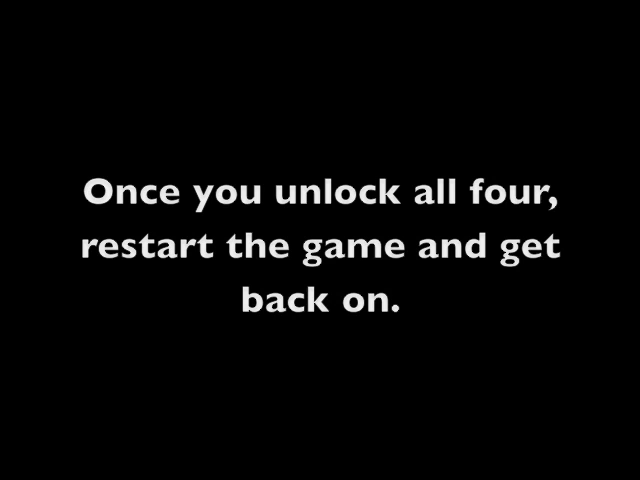 Once you unlock all four,
restart the game and get
back on.